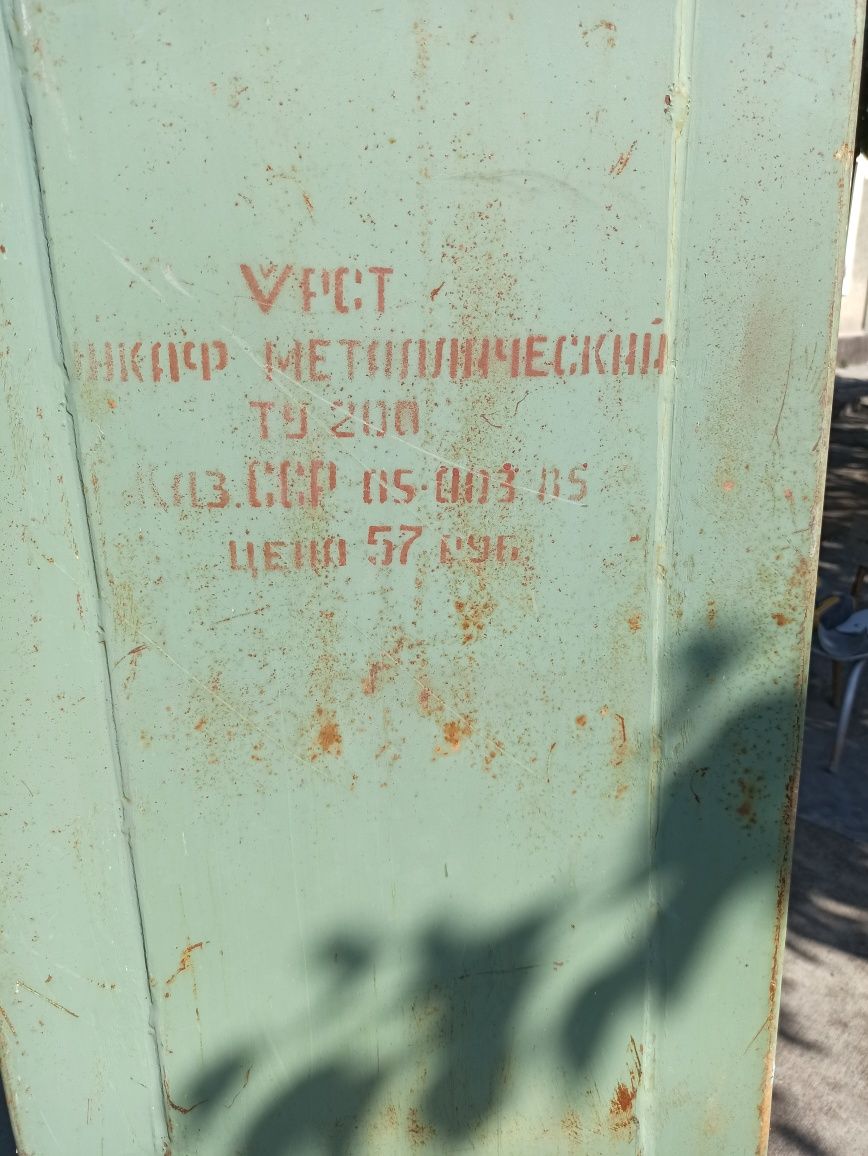 УРСТ
ШКАФ МЕТАЛЛИЧЕСКИЙ
ТУ 200
КАЗ.ССР 05·003 85
ЦЕНА 57 РУБ